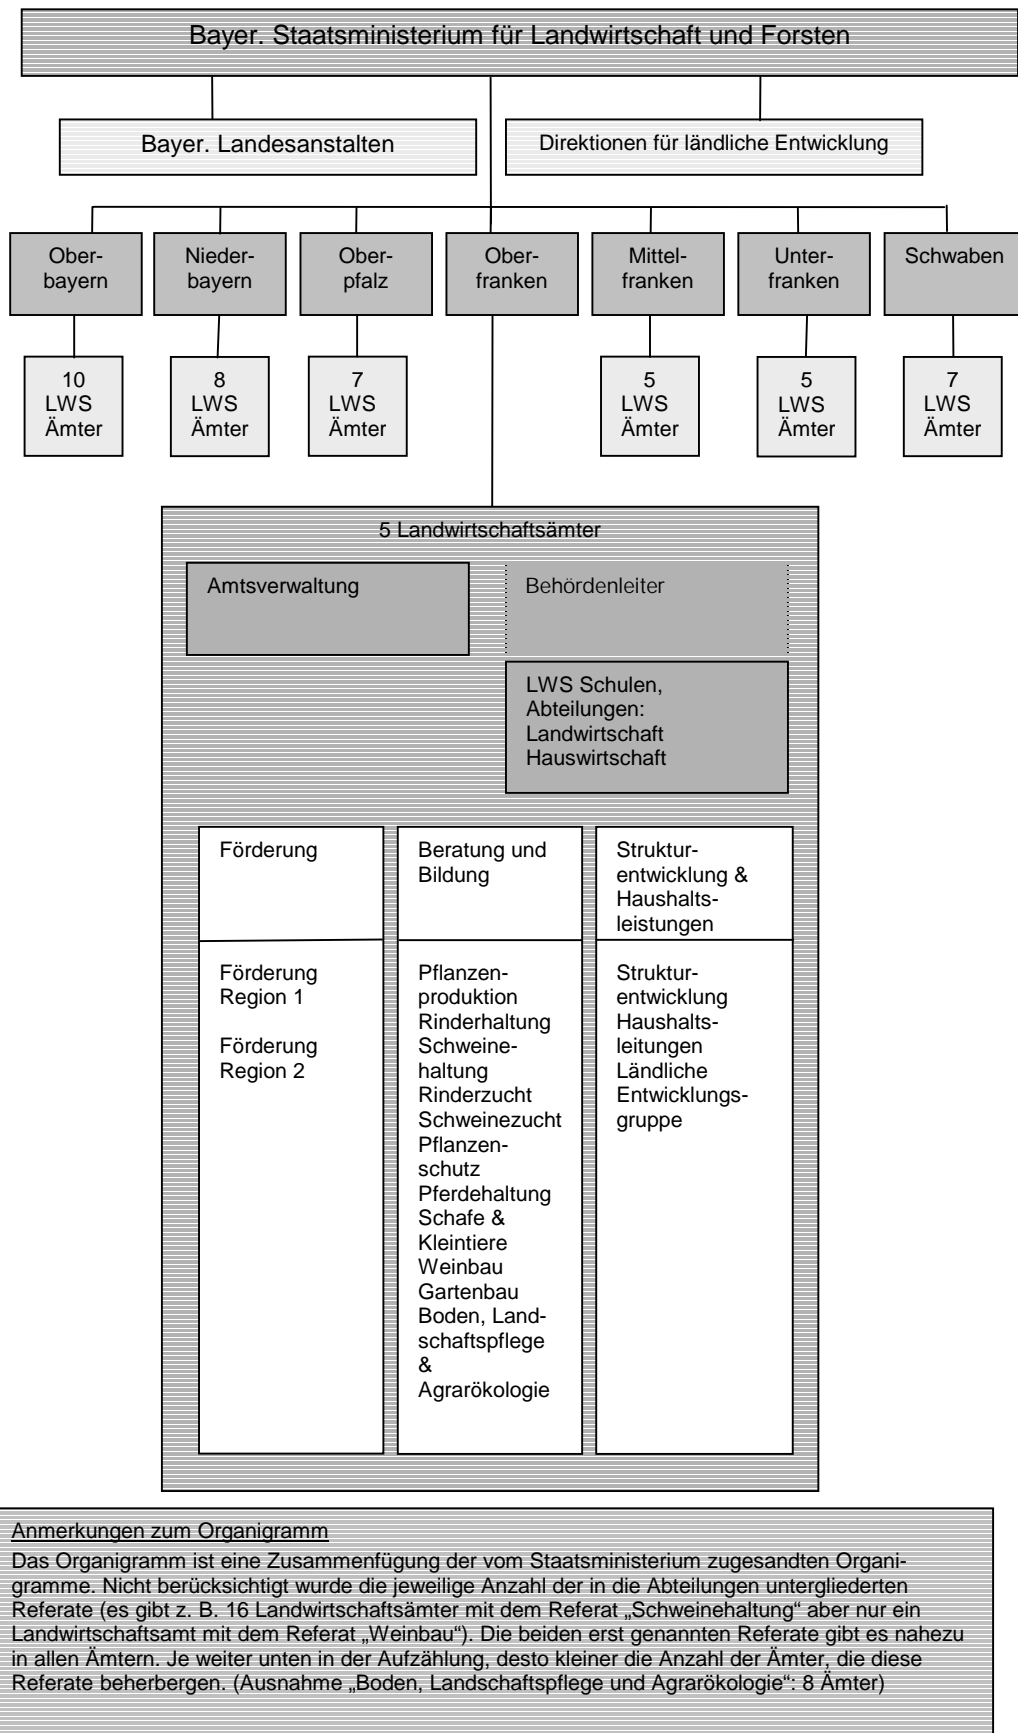 Bayer. Staatsministerium für Landwirtschaft und Forsten
Bayer. Landesanstalten
Direktionen für ländliche Entwicklung
Ober-
bayern
Nieder-
bayern
Ober-
pfalz
Ober-
franken
Mittel-
franken
Unter-
franken
Schwaben
10
LWS
Ämter
8
LWS
Ämter
7
LWS
Ämter
5
LWS
Ämter
5
LWS
Ämter
7
LWS
Ämter
5 Landwirtschaftsämter
Amtsverwaltung
Behördenleiter
LWS Schulen,
Abteilungen:
Landwirtschaft
Hauswirtschaft
Förderung
Förderung
Region 1
Förderung
Region 2
Beratung und
Bildung
Pflanzen-
produktion
Rinderhaltung
Schweine-
haltung
Rinderzucht
Schweinezucht
Pflanzen-
schutz
Pferdehaltung
Schafe &
Kleintiere
Weinbau
Gartenbau
Boden, Land-
schaftspflege
&
Agrarökologie
Struktur-
entwicklung &
Haushalts-
leistungen
Struktur-
entwicklung
Haushalts-
leitungen
Ländliche
Entwicklungs-
gruppe
Anmerkungen zum Organigramm
Das Organigramm ist eine Zusammenfügung der vom Staatsministerium zugesandten Organi-
gramme. Nicht berücksichtigt wurde die jeweilige Anzahl der in die Abteilungen untergliederten
Referate (es gibt z. B. 16 Landwirtschaftsämter mit dem Referat „Schweinehaltung“ aber nur ein
Landwirtschaftsamt mit dem Referat „Weinbau“). Die beiden erst genannten Referate gibt es nahezu
in allen Ämtern. Je weiter unten in der Aufzählung, desto kleiner die Anzahl der Ämter, die diese
Referate beherbergen. (Ausnahme „Boden, Landschaftspflege und Agrarökologie“: 8 Ämter)